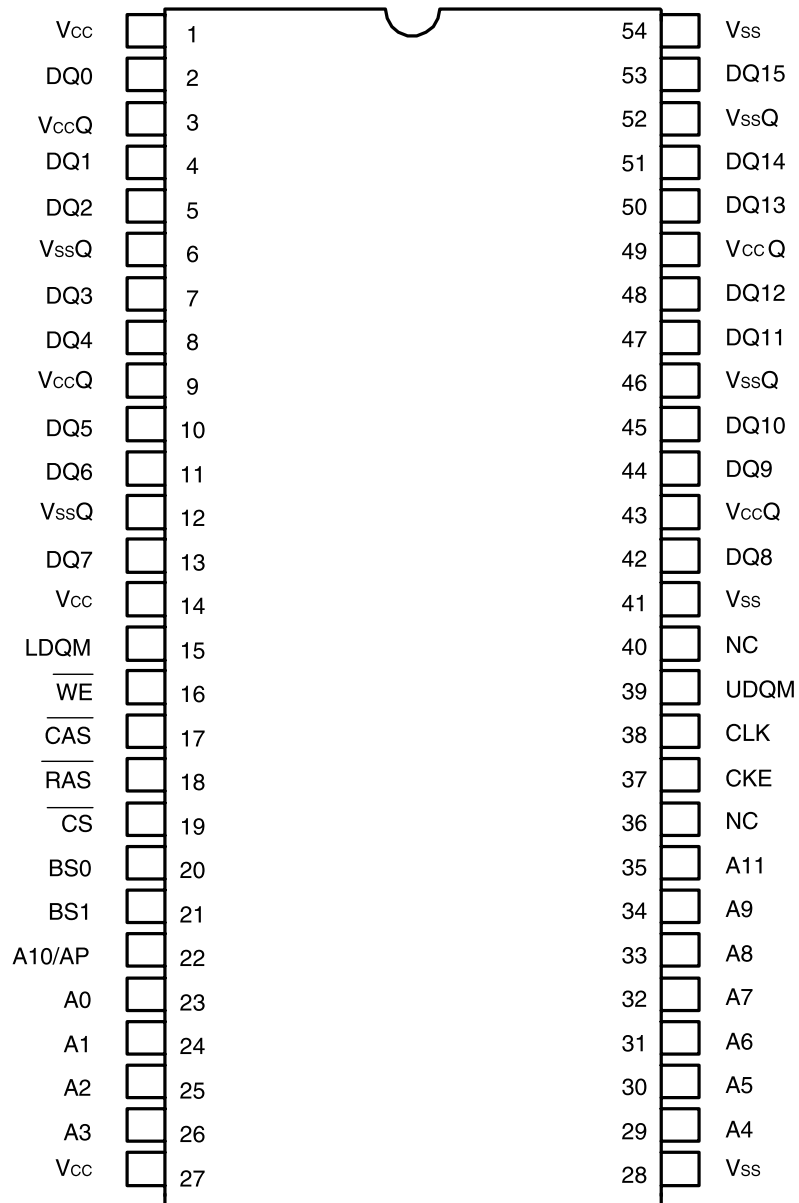 Vcc 1 54 Vss
DQ0 2 53 DQ15
VccQ 3 52 VssQ
DQ1 4 51 DQ14
DQ2 5 50 DQ13
VssQ 6 49 VccQ
DQ3 7 48 DQ12
DQ4 8 47 DQ11
VccQ 9 46 VssQ
DQ5 10 45 DQ10
DQ6 11 44 DQ9
VssQ 12 43 VccQ
DQ7 13 42 DQ8
Vcc 14 41 Vss
LDQM 15 40 NC
W̅E̅ 16 39 UDQM
C̅A̅S̅ 17 38 CLK
R̅A̅S̅ 18 37 CKE
C̅S̅ 19 36 NC
BS0 20 35 A11
BS1 21 34 A9
A10/AP 22 33 A8
A0 23 32 A7
A1 24 31 A6
A2 25 30 A5
A3 26 29 A4
Vcc 27 28 Vss